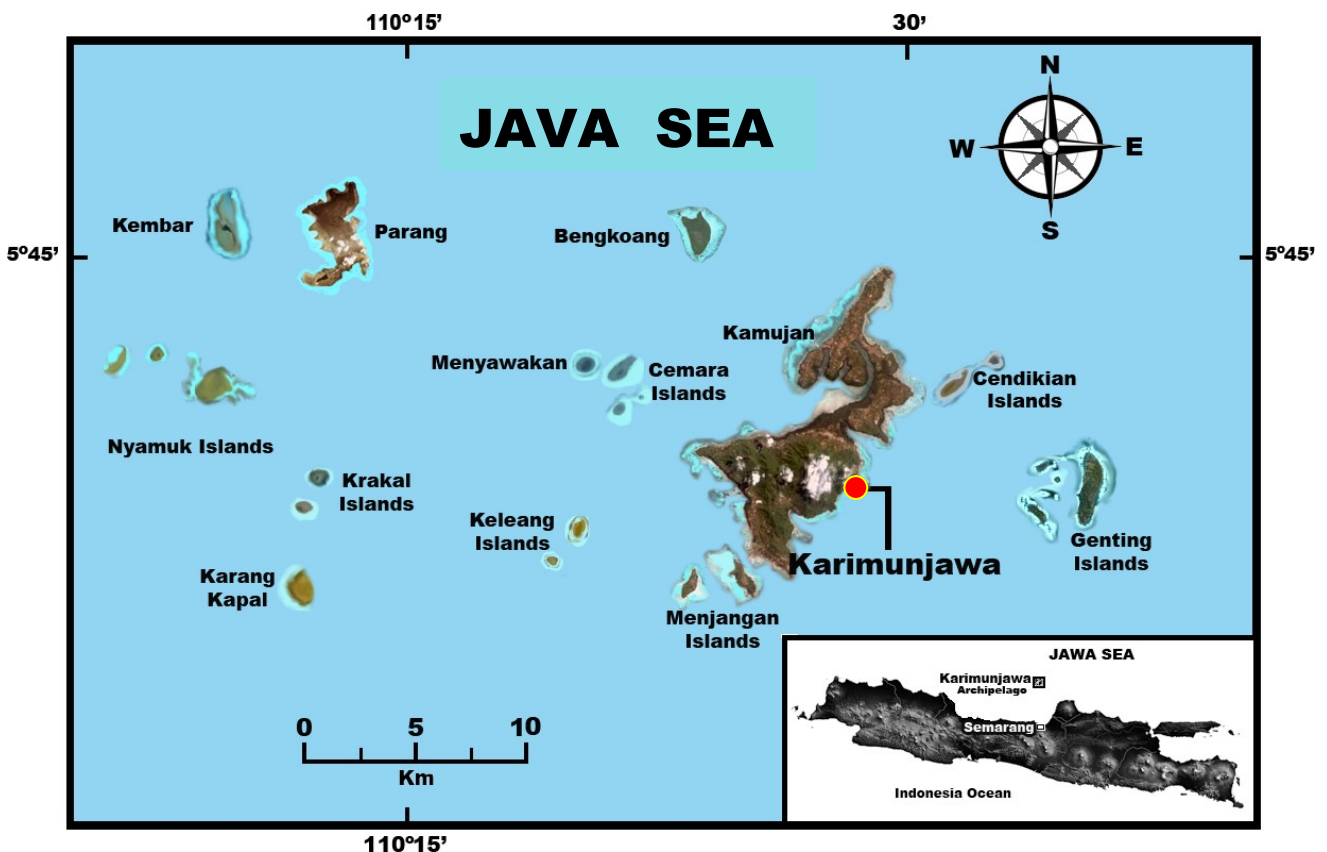 110º15’
30’
N
JAVA SEA
W
E
S
Kembar
Parang
Bengkoang
5º45’
5º45’
Kamujan
Menyawakan
Cemara
Islands
Cendikian
Islands
Nyamuk Islands
Krakal
Islands
Keleang
Islands
Genting
Islands
Karimunjawa
Karang
Kapal
Menjangan
Islands
JAWA SEA
Karimunjawa
Archipelago
Semarang
Indonesia Ocean
0
5
10
Km
110º15’